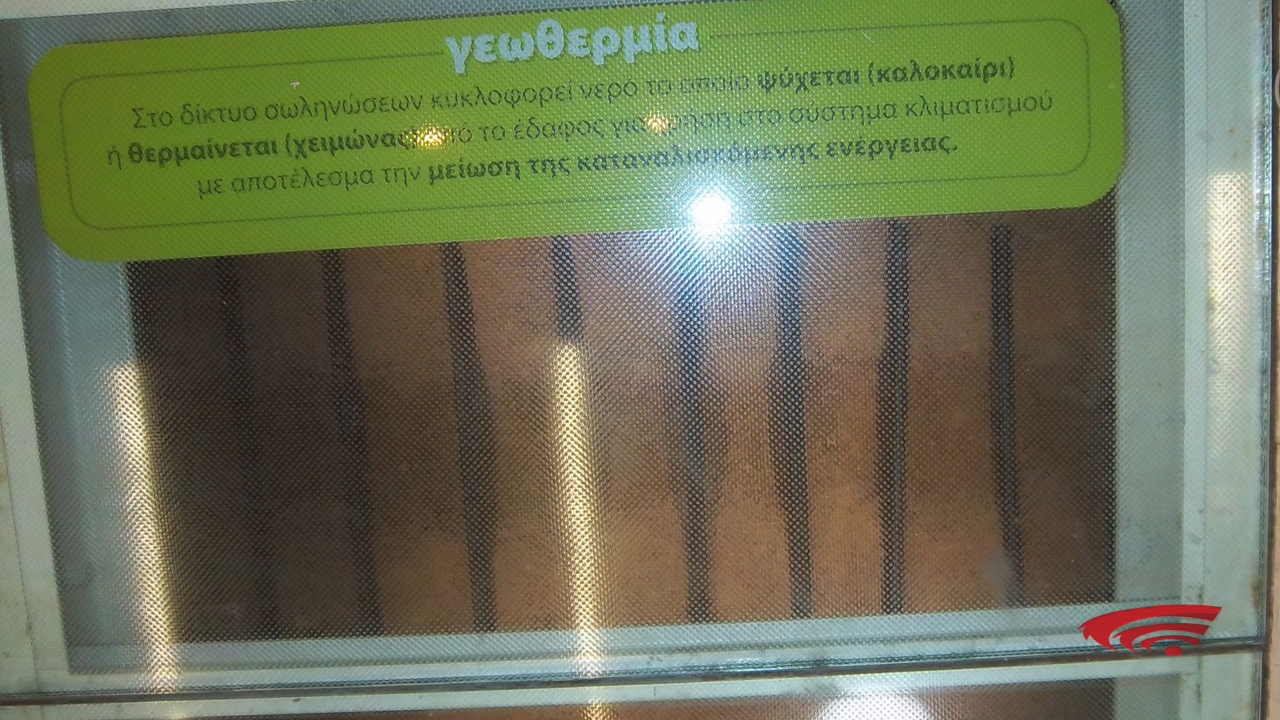 γεωθερμία
Στο δίκτυο σωληνώσεων κυκλοφορεί νερό το οποίο ψύχεται (καλοκαίρι)
ή θερμαίνεται (χειμώνας) από το έδαφος για χρήση στο σύστημα κλιματισμού
με αποτέλεσμα την μείωση της καταναλισκόμενης ενέργειας.